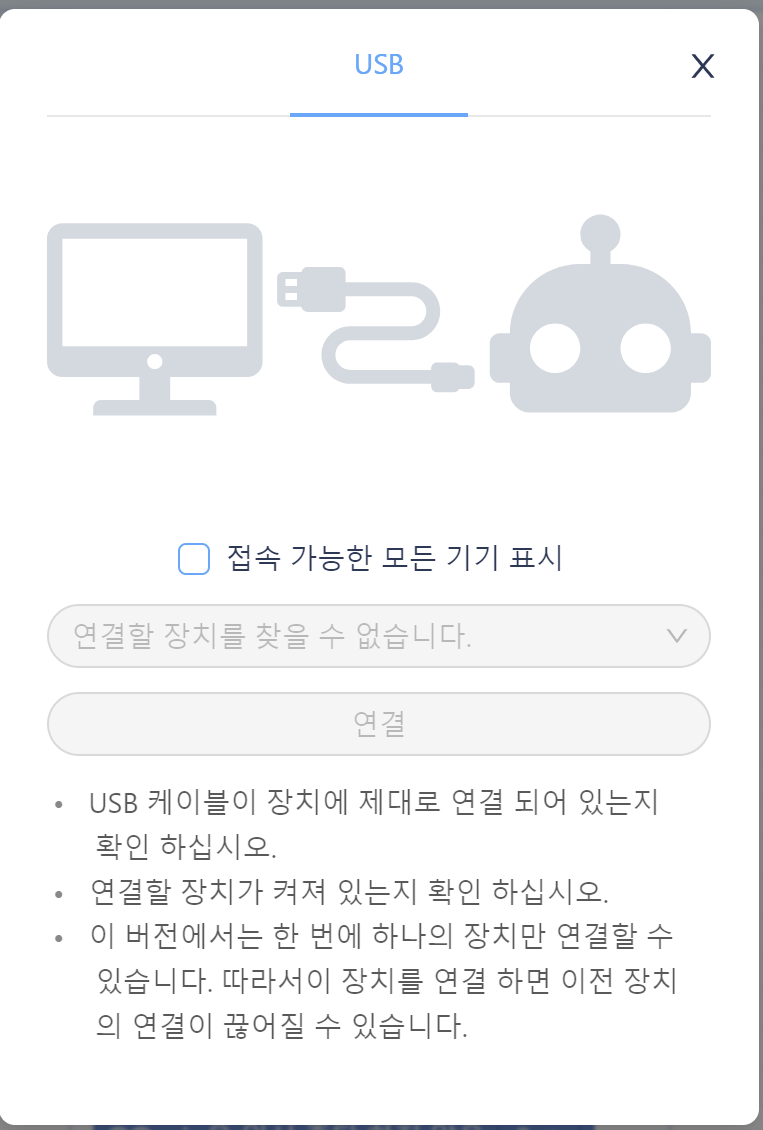 USB
접속 가능한 모든 기기 표시
연결할 장치를 찾을 수 없습니다.
연결
• USB 케이블이 장치에 제대로 연결 되어 있는지
확인 하십시오.
• 연결할 장치가 켜져 있는지 확인 하십시오.
• 이 버전에서는 한 번에 하나의 장치만 연결할 수
있습니다. 따라서이 장치를 연결 하면 이전 장치
의 연결이 끊어질 수 있습니다.